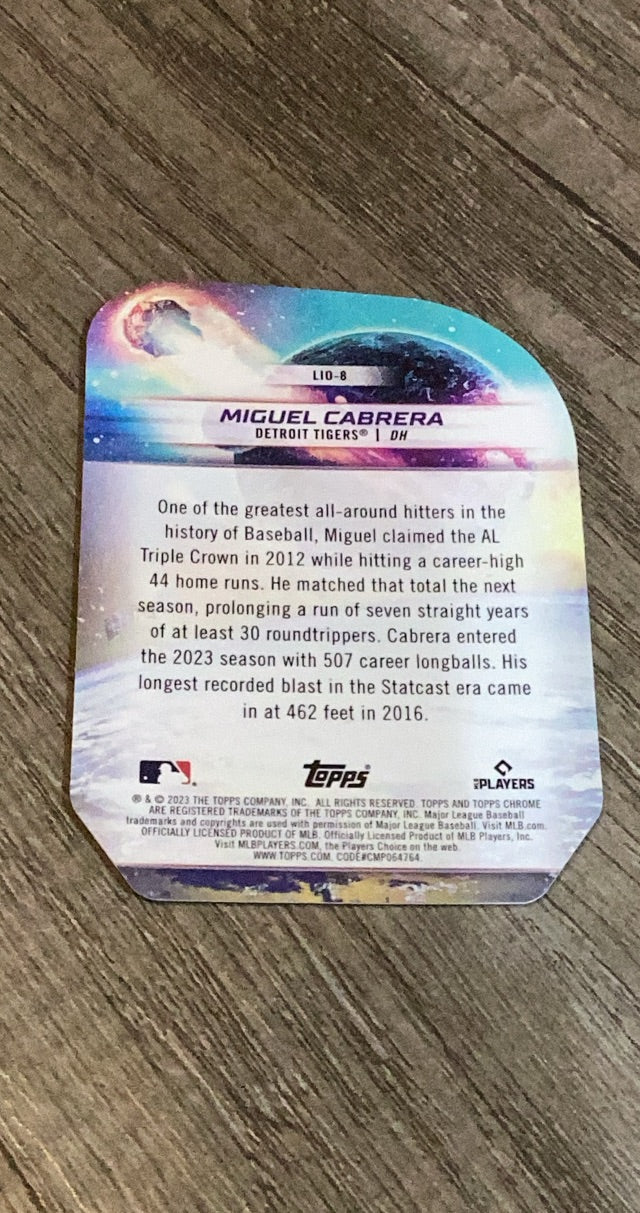 LIO-8
MIGUEL CABRERA
DETROIT TIGERS® | DH
One of the greatest all-around hitters in the
history of Baseball, Miguel claimed the AL
Triple Crown in 2012 while hitting a career-high
44 home runs. He matched that total the next
season, prolonging a run of seven straight years
of at least 30 roundtrippers. Cabrera entered
the 2023 season with 507 career longballs. His
longest recorded blast in the Statcast era came
in at 462 feet in 2016.
topps® PLAYERS
® & © 2023 THE TOPPS COMPANY, INC. ALL RIGHTS RESERVED. TOPPS AND TOPPS CHROME
ARE REGISTERED TRADEMARKS OF THE TOPPS COMPANY, INC. Major League Baseball
trademarks and copyrights are used with permission of Major League Baseball. Visit MLB.com.
OFFICIALLY LICENSED PRODUCT OF MLB. Officially Licensed Product of MLB Players, Inc.
Visit MLBPLAYERS.COM, the Players Choice on the web.
WWW.TOPPS.COM. CODE#CMP064764